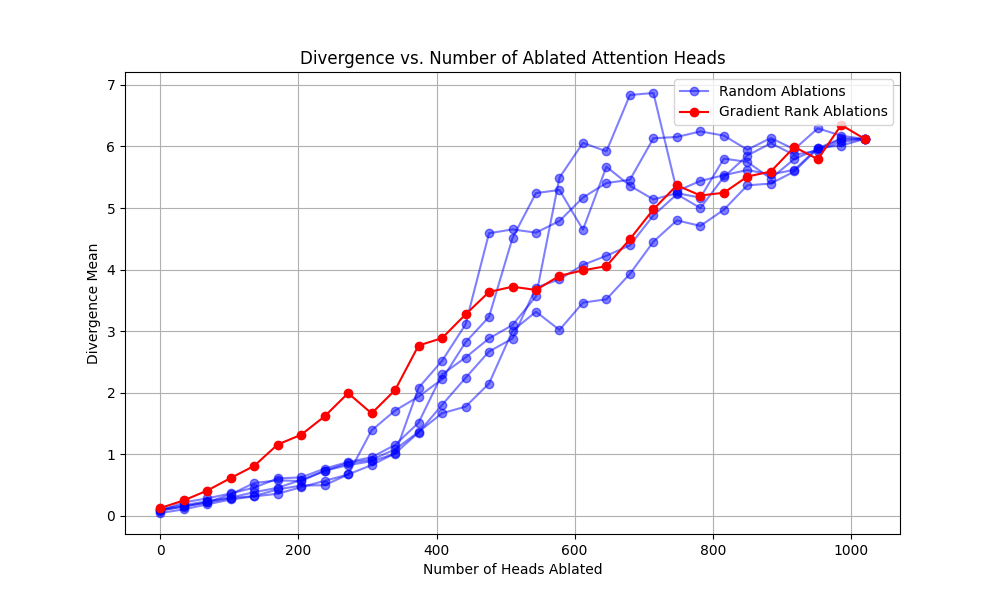 Divergence vs. Number of Ablated Attention Heads
Random Ablations
Gradient Rank Ablations
Divergence Mean
7
6
5
4
3
2
1
0
0 200 400 600 800 1000
Number of Heads Ablated